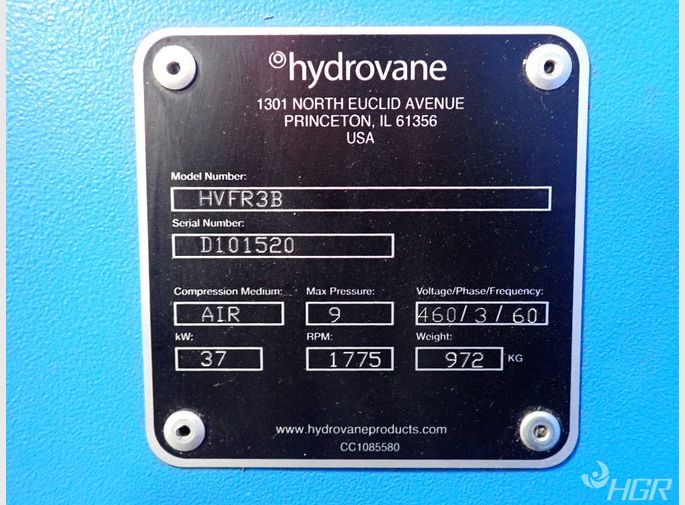 hydrovane
1301 NORTH EUCLID AVENUE
PRINCETON, IL 61356
USA
Model Number:
HVFR3B
Serial Number:
D101520
Compression Medium: Max Pressure: Voltage/Phase/Frequency:
AIR 9 460/3/60
kW: RPM: Weight:
37 1775 972 KG
www.hydrovaneproducts.com
CC1085580
HGR